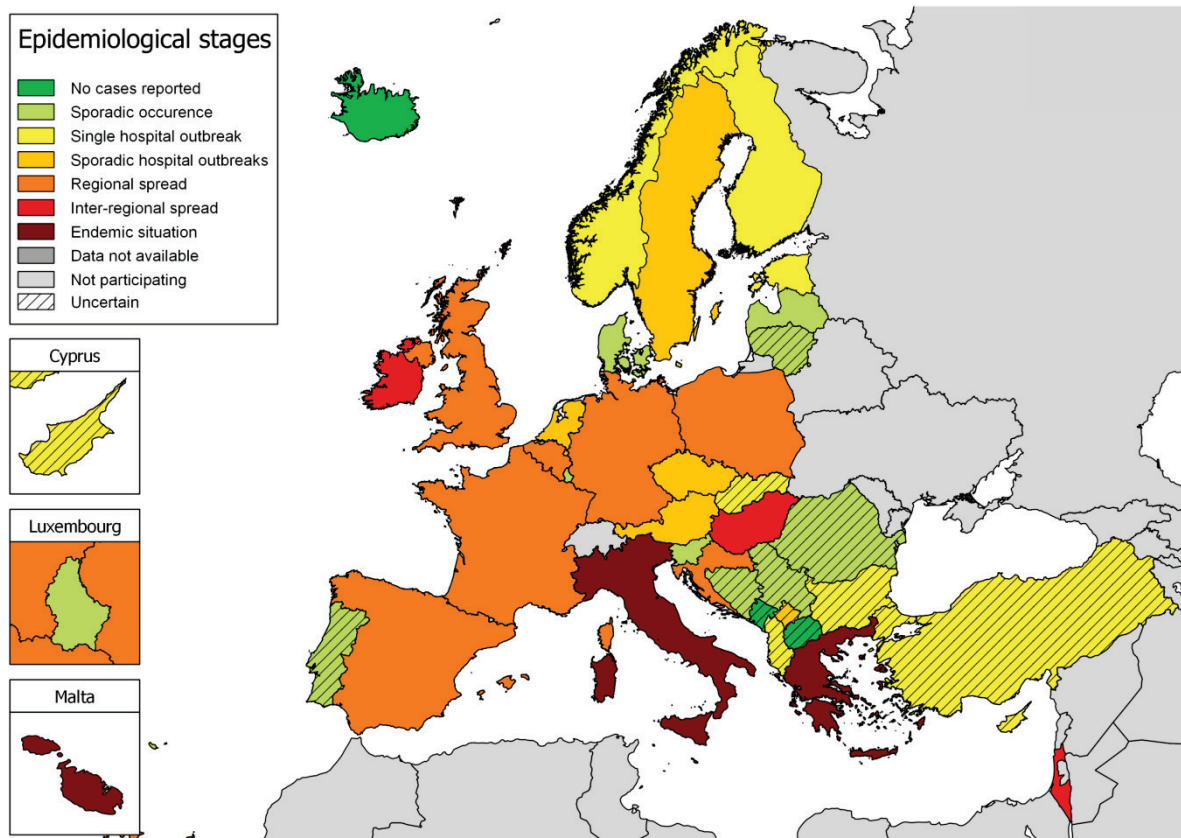 Epidemiological stages
No cases reported
Sporadic occurence
Single hospital outbreak
Sporadic hospital outbreaks
Regional spread
Inter-regional spread
Endemic situation
Data not available
Not participating
Uncertain
Cyprus
Luxembourg
Malta